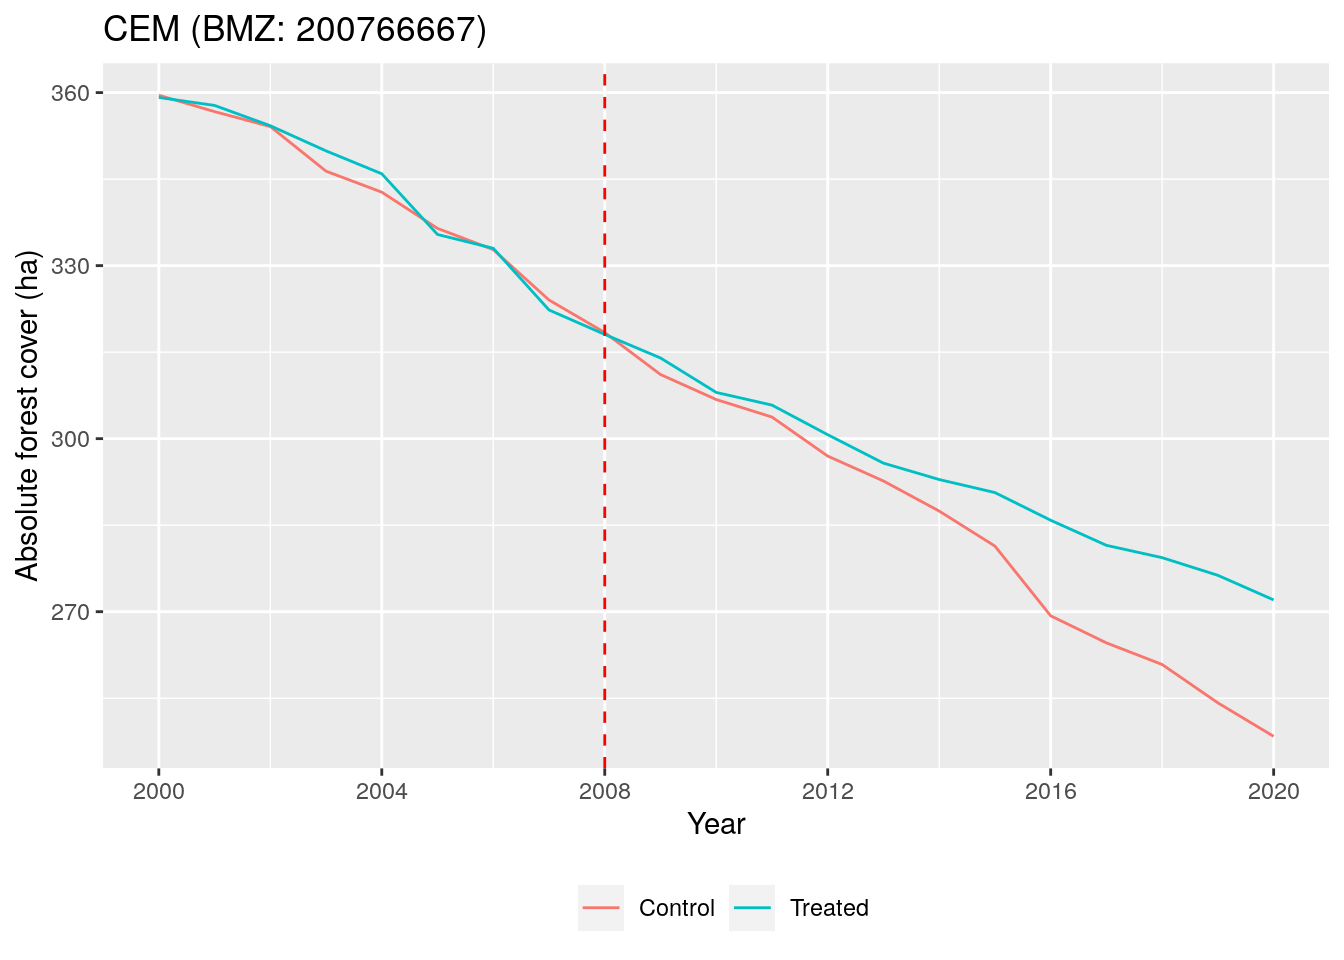 CEM (BMZ: 200766667)
Absolute forest cover (ha)
360
330
300
270
2000 2004 2008 2012 2016 2020
Year
Control Treated